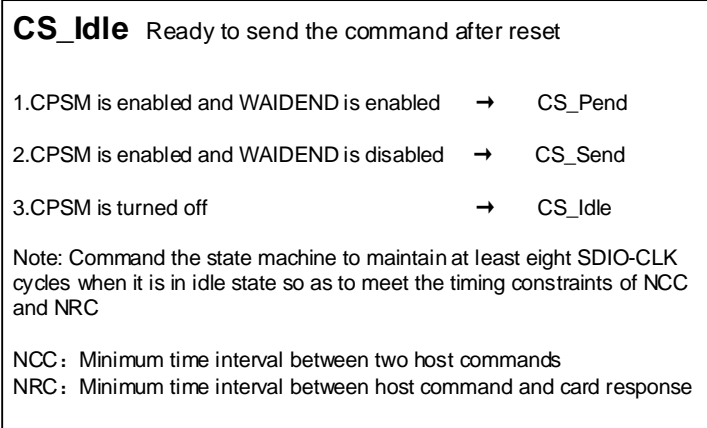 CS_Idle Ready to send the command after reset
1.CPSM is enabled and WAIDEND is enabled → CS_Pend
2.CPSM is enabled and WAIDEND is disabled → CS_Send
3.CPSM is turned off → CS_Idle
Note: Command the state machine to maintain at least eight SDIO-CLK
cycles when it is in idle state so as to meet the timing constraints of NCC
and NRC
NCC：Minimum time interval between two host commands
NRC：Minimum time interval between host command and card response